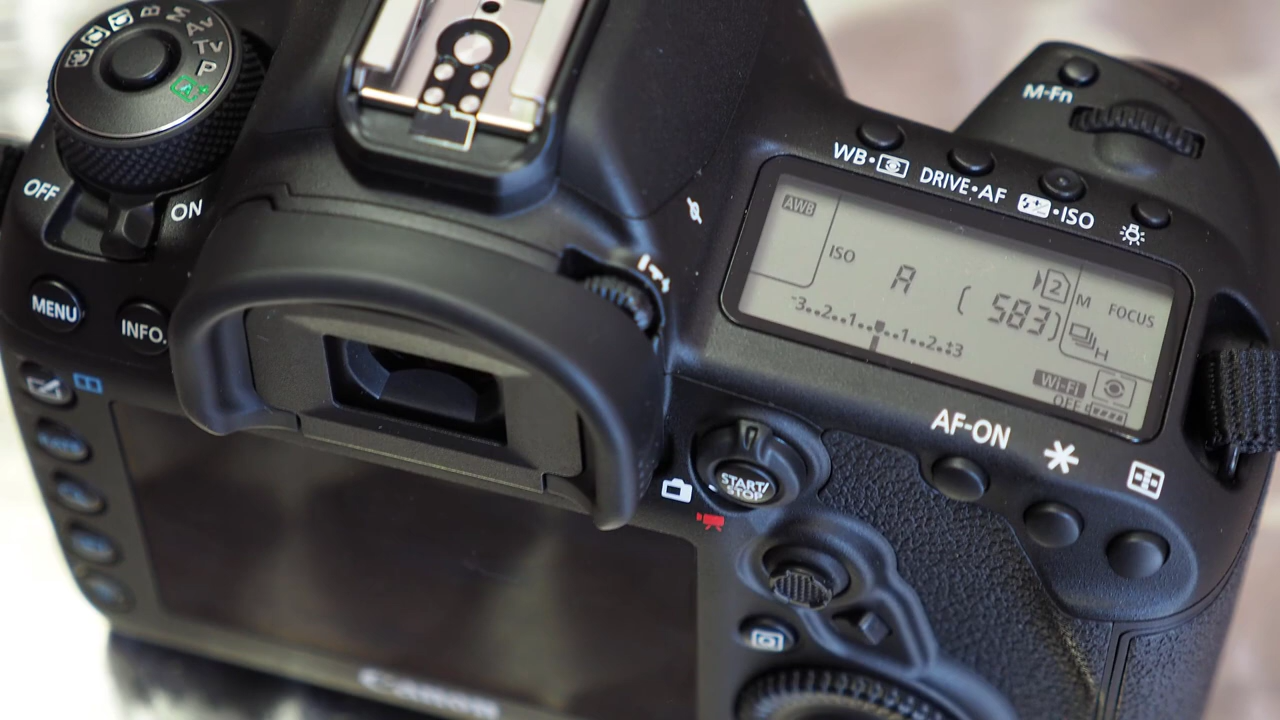 B
M
Av
Tv
P
A+
OFF
ON
MENU
INFO.
M-Fn
WB•
DRIVE•AF
•ISO
AWB
ISO
A
(583)
2
M
FOCUS
-3..2..1..●..1..2..+3
H
Wi-Fi
OFF
AF-ON
START/
STOP
RATE
Canon